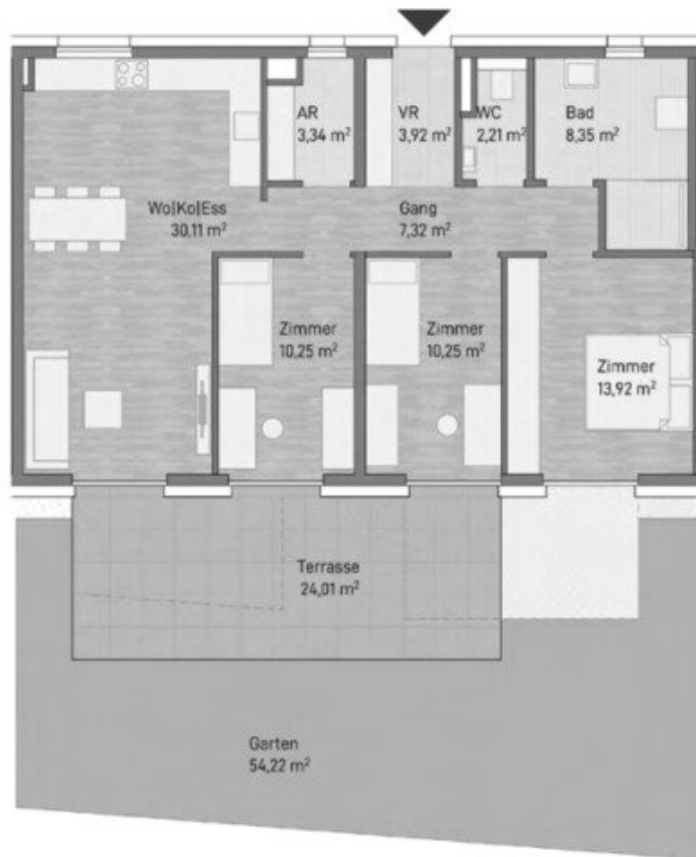 AR
3,34 m²
VR
3,92 m²
WC
2,21 m²
Bad
8,35 m²
Wo|Ko|Ess
30,11 m²
Gang
7,32 m²
Zimmer
10,25 m²
Zimmer
10,25 m²
Zimmer
13,92 m²
Terrasse
24,01 m²
Garten
54,22 m²